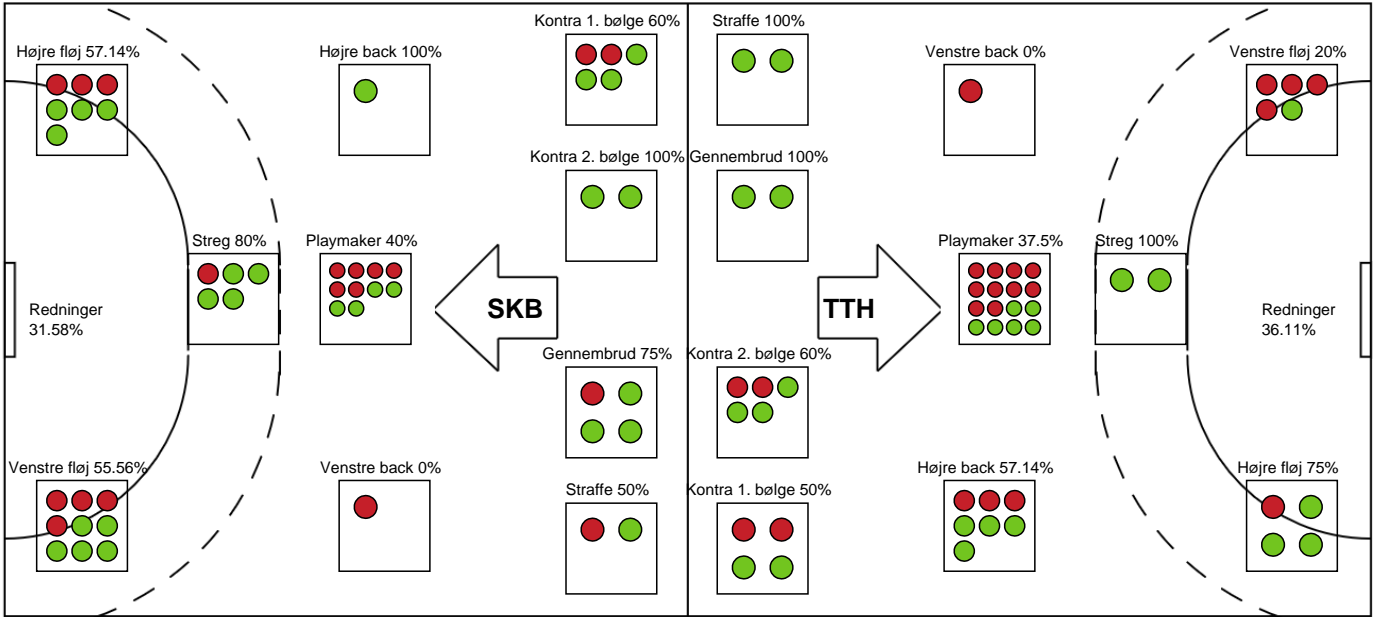 Kontra 1. bølge 60%
Straffe 100%
Højre fløj 57.14%
Højre back 100%
Venstre back 0%
Venstre fløj 20%
Kontra 2. bølge 100%
Gennembrud 100%
Streg 80%
Playmaker 40%
Playmaker 37.5%
Streg 100%
Redninger
31.58%
SKB
TTH
Redninger
36.11%
Gennembrud 75%
Kontra 2. bølge 60%
Venstre fløj 55.56%
Venstre back 0%
Højre back 57.14%
Højre fløj 75%
Straffe 50%
Kontra 1. bølge 50%